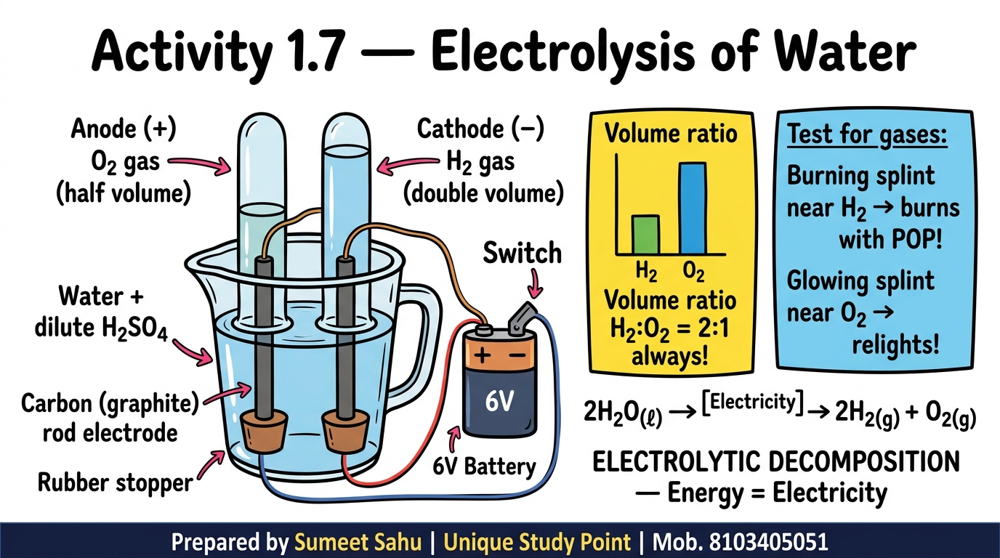 Activity 1.7 — Electrolysis of Water
Anode (+)
O₂ gas
(half volume)
Cathode (−)
H₂ gas
(double volume)
Switch
Water +
dilute H₂SO₄
Carbon (graphite)
rod electrode
Rubber stopper
+ −
6V
6V Battery
Volume ratio
H₂ O₂
Volume ratio
H₂:O₂ = 2:1
always!
Test for gases:
Burning splint
near H₂ → burns
with POP!
Glowing splint
near O₂ →
relights!
2H₂O(ℓ) → [Electricity] → 2H₂(g) + O₂(g)
ELECTROLYTIC DECOMPOSITION
— Energy = Electricity
Prepared by Sumeet Sahu | Unique Study Point | Mob. 8103405051